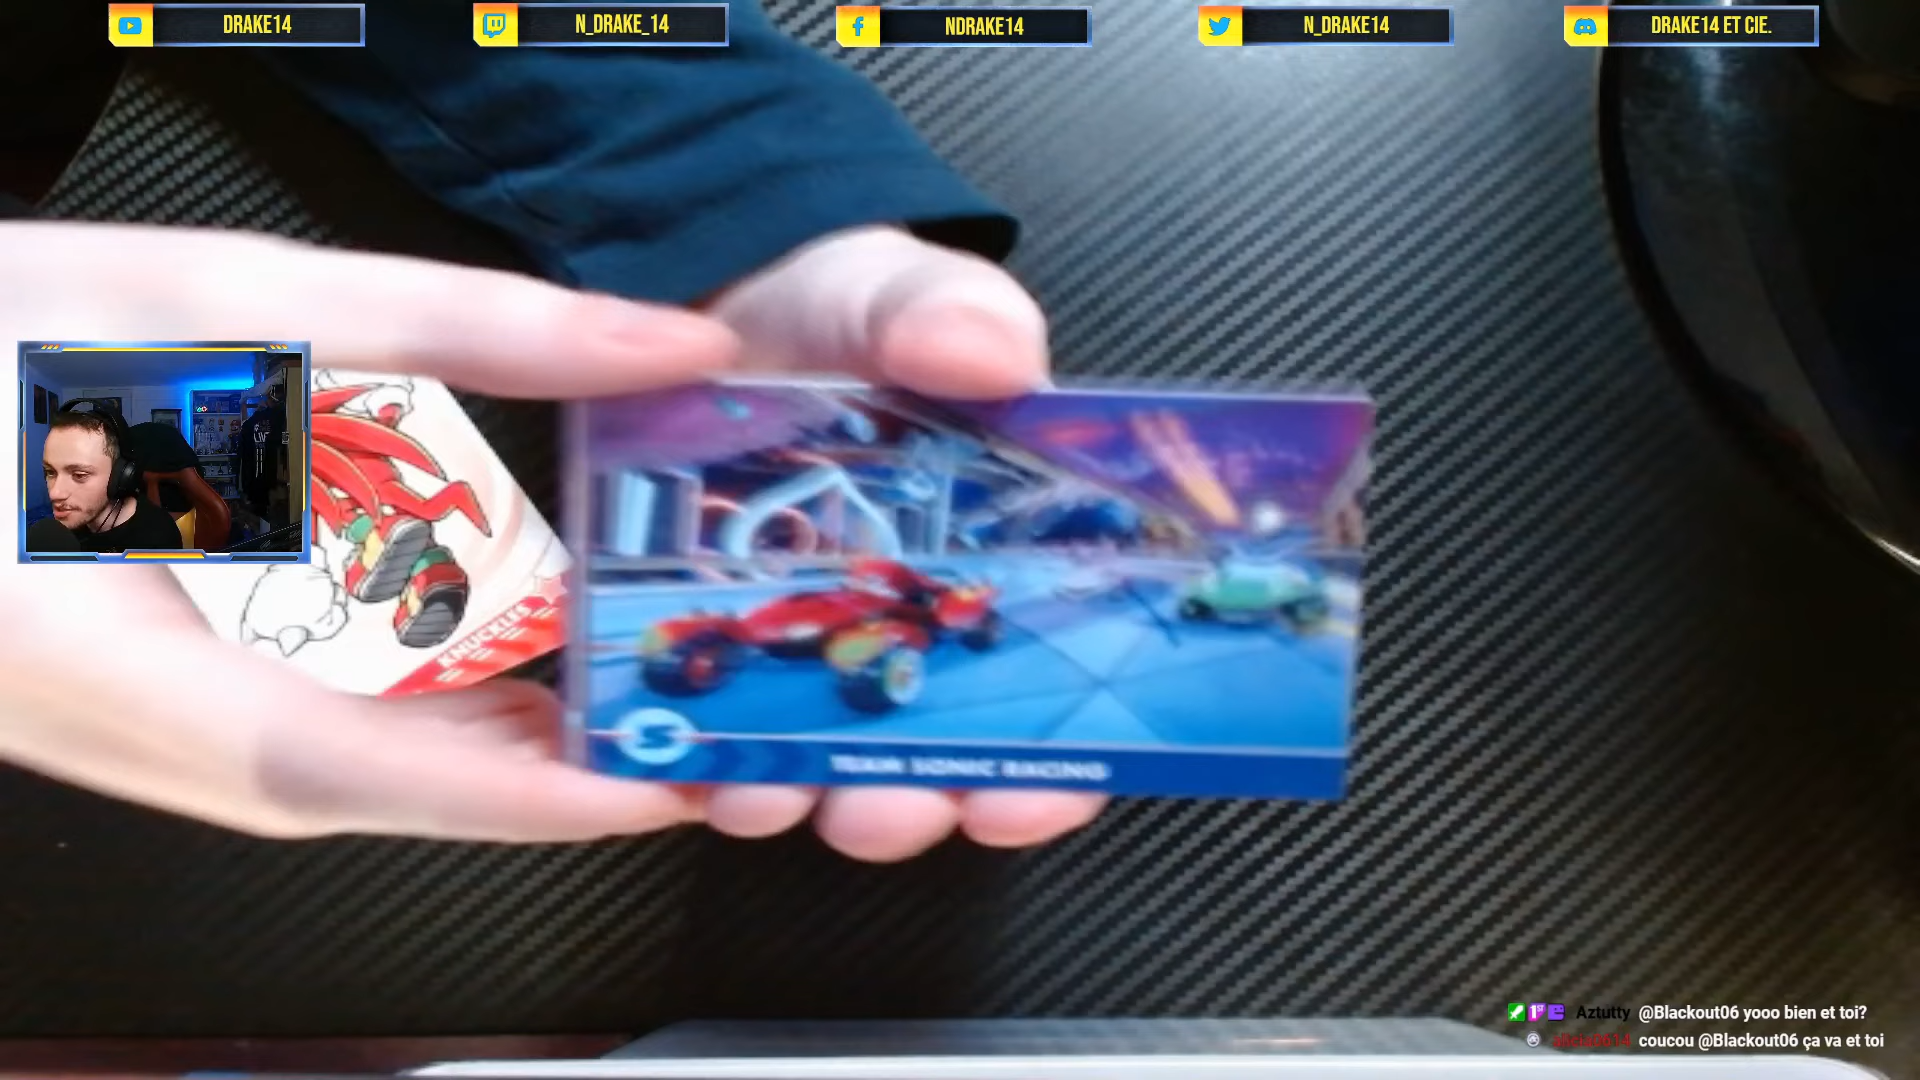 DRAKE14
N_DRAKE_14
NDRAKE14
N_DRAKE14
DRAKE14 ET CIE.
KNUCKLES
TEAM SONIC RACING
Aztutty @Blackout06 yooo bien et toi?
alicia0614 coucou @Blackout06 ça va et toi